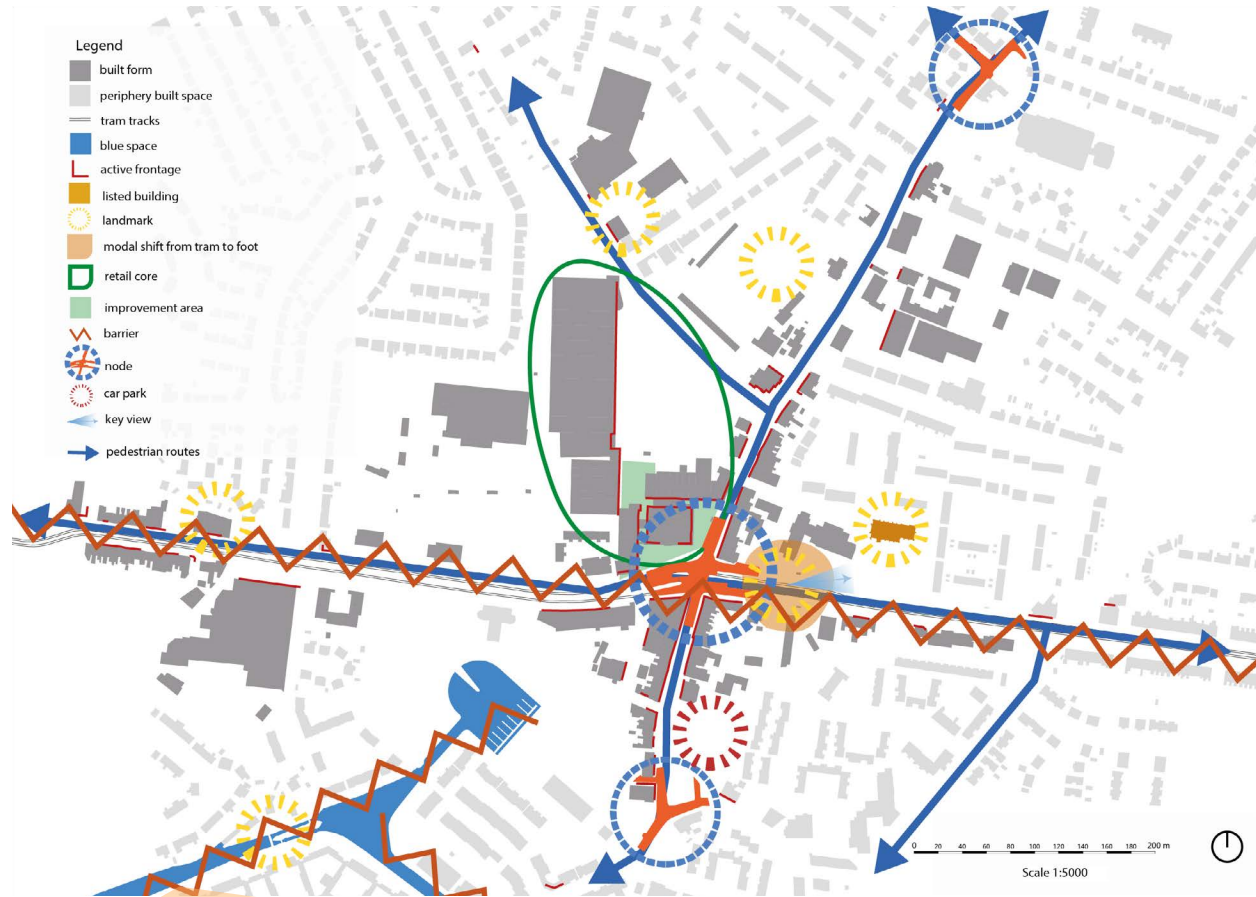 Legend
built form
periphery built space
tram tracks
blue space
active frontage
listed building
landmark
modal shift from tram to foot
retail core
improvement area
barrier
node
car park
key view
pedestrian routes
0 20 40 60 80 100 120 140 160 180 200 m
Scale 1:5000